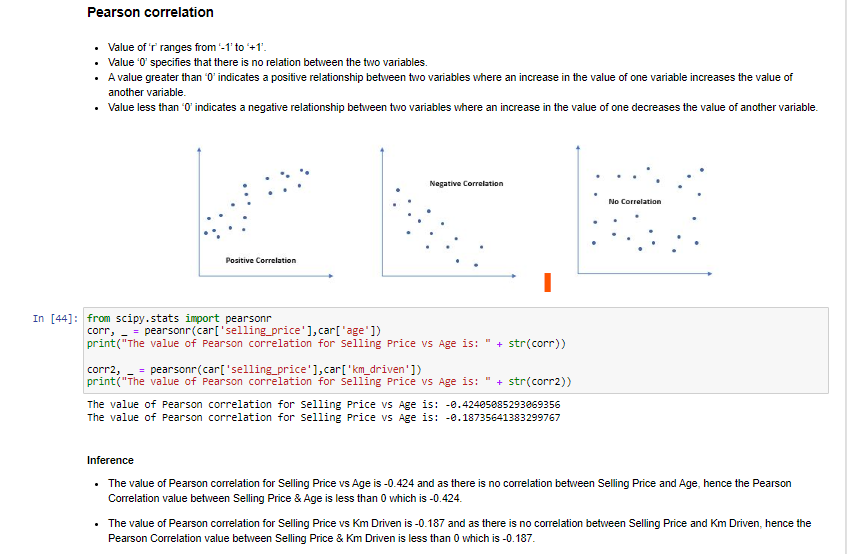 Pearson correlation
• Value of 'r' ranges from '-1' to '+1'.
• Value '0' specifies that there is no relation between the two variables.
• A value greater than '0' indicates a positive relationship between two variables where an increase in the value of one variable increases the value of
another variable.
• Value less than '0' indicates a negative relationship between two variables where an increase in the value of one decreases the value of another variable.
Positive Correlation
Negative Correlation
No Correlation
In [44]: from scipy.stats import pearsonr
corr, _ = pearsonr(car['selling_price'],car['age'])
print("The value of Pearson correlation for Selling Price vs Age is: " + str(corr))
corr2, _ = pearsonr(car['selling_price'],car['km_driven'])
print("The value of Pearson correlation for Selling Price vs Age is: " + str(corr2))
The value of Pearson correlation for Selling Price vs Age is: -0.42405085293069356
The value of Pearson correlation for Selling Price vs Age is: -0.18735641383299767
Inference
• The value of Pearson correlation for Selling Price vs Age is -0.424 and as there is no correlation between Selling Price and Age, hence the Pearson
Correlation value between Selling Price & Age is less than 0 which is -0.424.
• The value of Pearson correlation for Selling Price vs Km Driven is -0.187 and as there is no correlation between Selling Price and Km Driven, hence the
Pearson Correlation value between Selling Price & Km Driven is less than 0 which is -0.187.